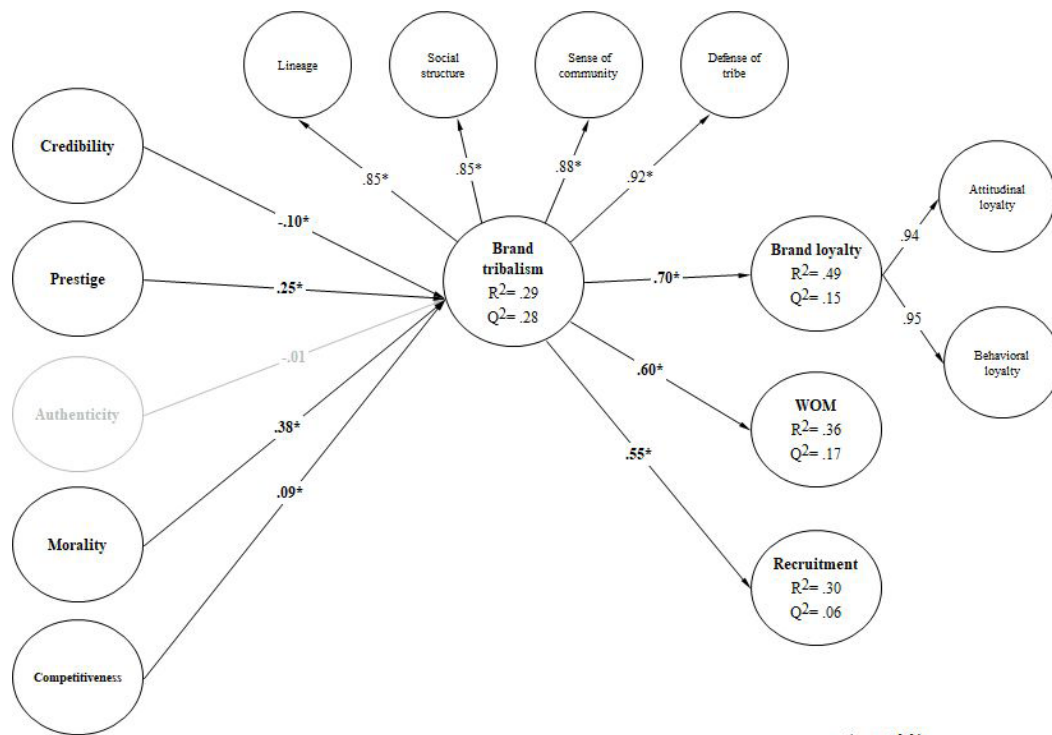 Lineage
Social
structure
Sense of
community
Defense of
tribe
Credibility
Prestige
Authenticity
Morality
Competitiveness
-.10*
.25*
-.01
.38*
.09*
.85*
.85*
.88*
.92*
Brand
tribalism
R2= .29
Q2= .28
.70*
.60*
.55*
Brand loyalty
R2= .49
Q2= .15
WOM
R2= .36
Q2= .17
Recruitment
R2= .30
Q2= .06
.94
.95
Attitudinal
loyalty
Behavioral
loyalty